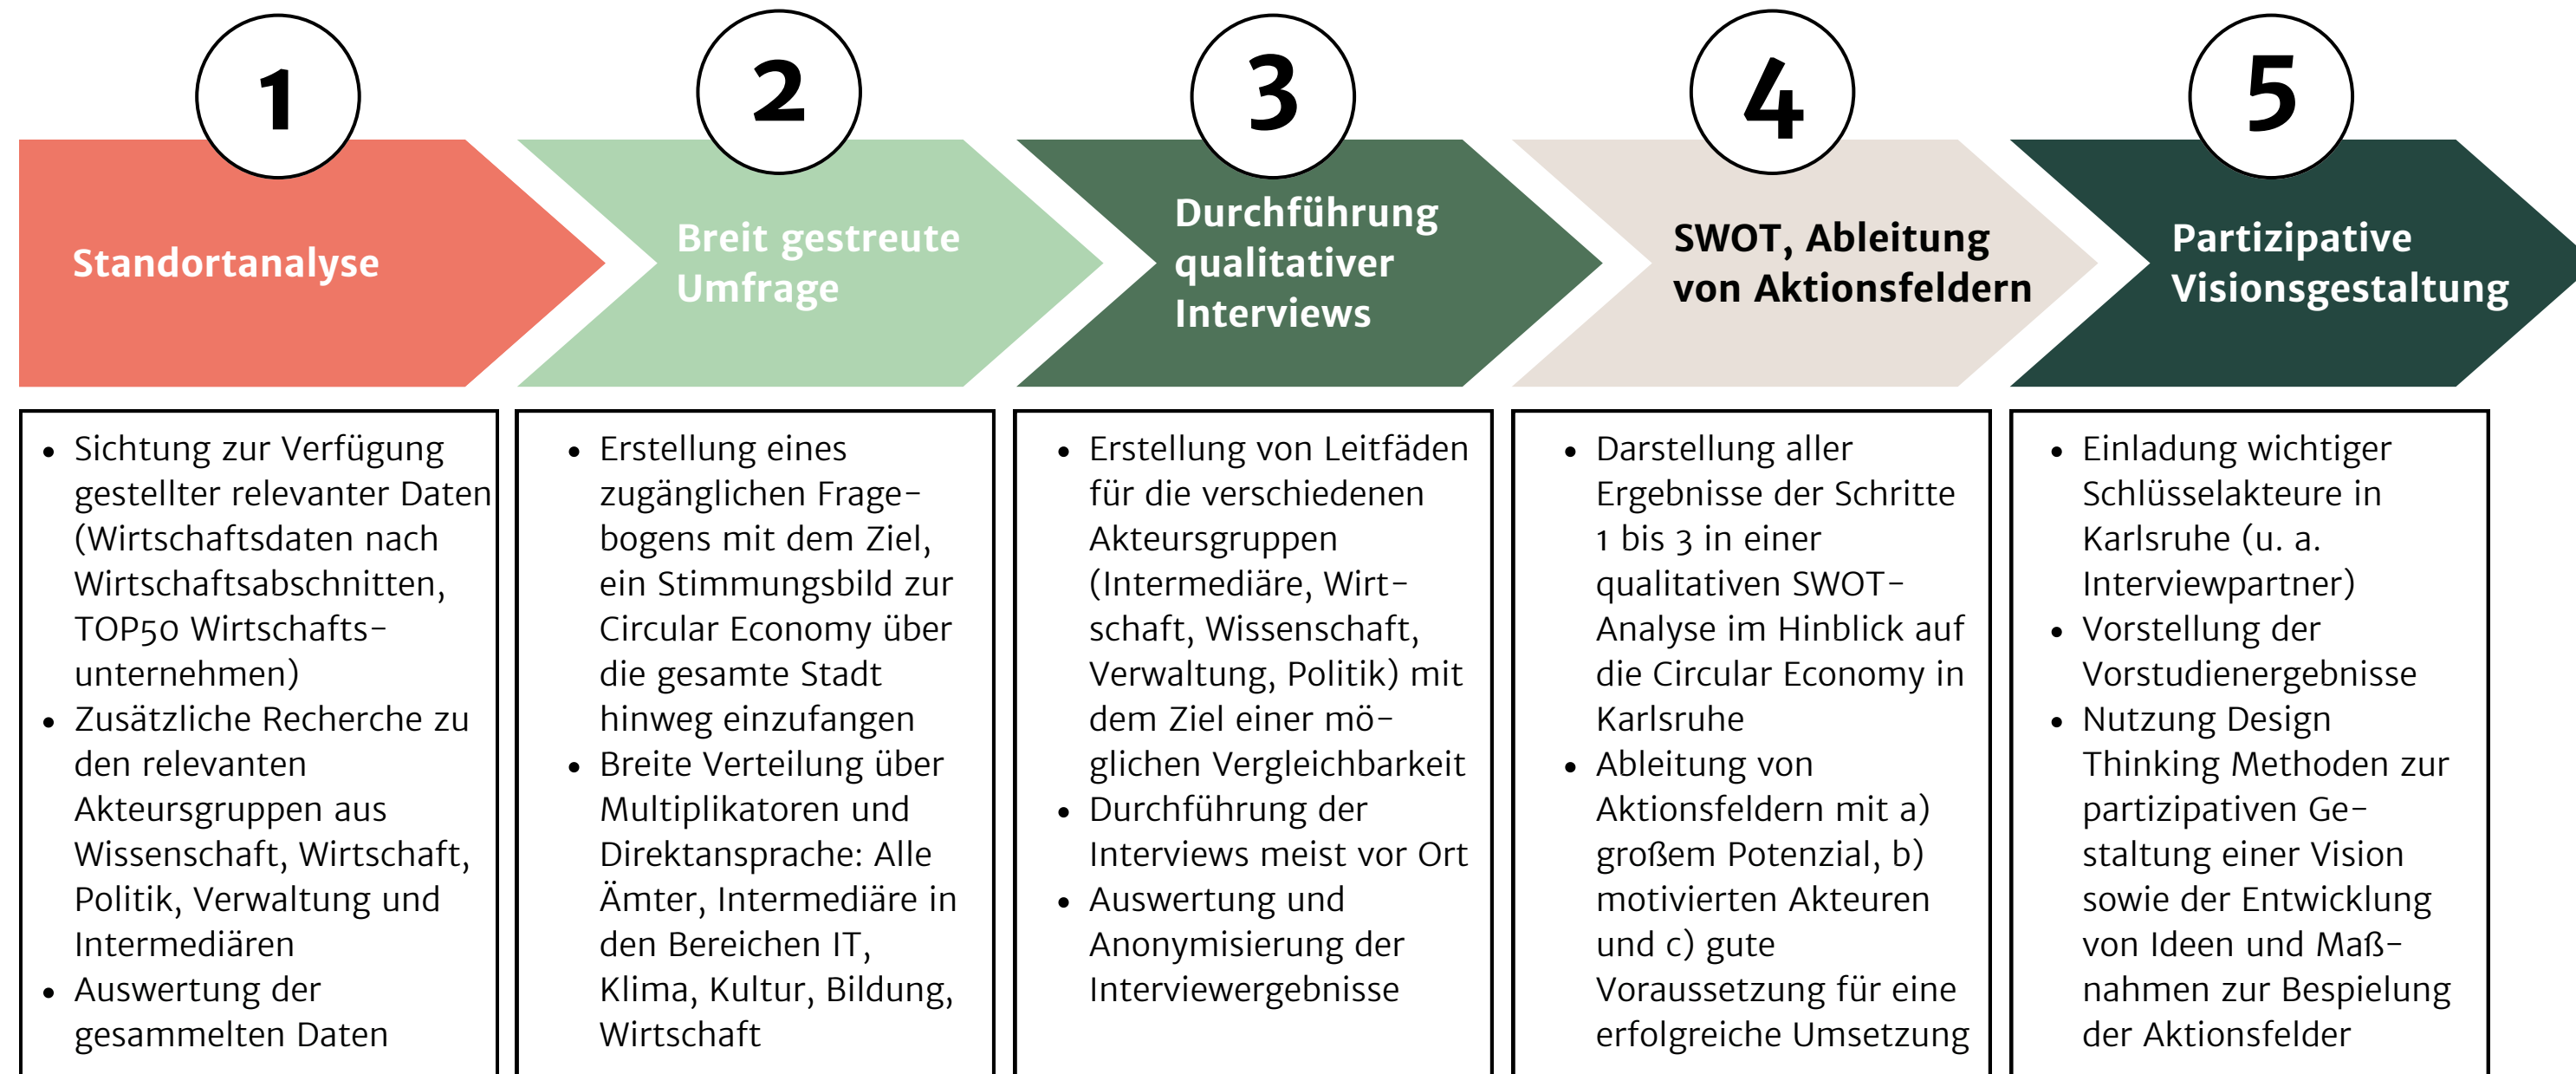 1
Standortanalyse
• Sichtung zur Verfügung
gestellter relevanter Daten
(Wirtschaftsdaten nach
Wirtschaftsabschnitten,
TOP50 Wirtschafts-
unternehmen)
• Zusätzliche Recherche zu
den relevanten
Akteursgruppen aus
Wissenschaft, Wirtschaft,
Politik, Verwaltung und
Intermediären
• Auswertung der
gesammelten Daten
2
Breit gestreute
Umfrage
• Erstellung eines
zugänglichen Frage-
bogens mit dem Ziel,
ein Stimmungsbild zur
Circular Economy über
die gesamte Stadt
hinweg einzufangen
• Breite Verteilung über
Multiplikatoren und
Direktansprache: Alle
Ämter, Intermediäre in
den Bereichen IT,
Klima, Kultur, Bildung,
Wirtschaft
3
Durchführung
qualitativer
Interviews
• Erstellung von Leitfäden
für die verschiedenen
Akteursgruppen
(Intermediäre, Wirt-
schaft, Wissenschaft,
Verwaltung, Politik) mit
dem Ziel einer mö-
glichen Vergleichbarkeit
• Durchführung der
Interviews meist vor Ort
• Auswertung und
Anonymisierung der
Interviewergebnisse
4
SWOT, Ableitung
von Aktionsfeldern
• Darstellung aller
Ergebnisse der Schritte
1 bis 3 in einer
qualitativen SWOT-
Analyse im Hinblick auf
die Circular Economy in
Karlsruhe
• Ableitung von
Aktionsfeldern mit a)
großem Potenzial, b)
motivierten Akteuren
und c) gute
Voraussetzung für eine
erfolgreiche Umsetzung
5
Partizipative
Visionsgestaltung
• Einladung wichtiger
Schlüsselakteure in
Karlsruhe (u. a.
Interviewpartner)
• Vorstellung der
Vorstudienergebnisse
• Nutzung Design
Thinking Methoden zur
partizipativen Ge-
staltung einer Vision
sowie der Entwicklung
von Ideen und Maß-
nahmen zur Bespielung
der Aktionsfelder